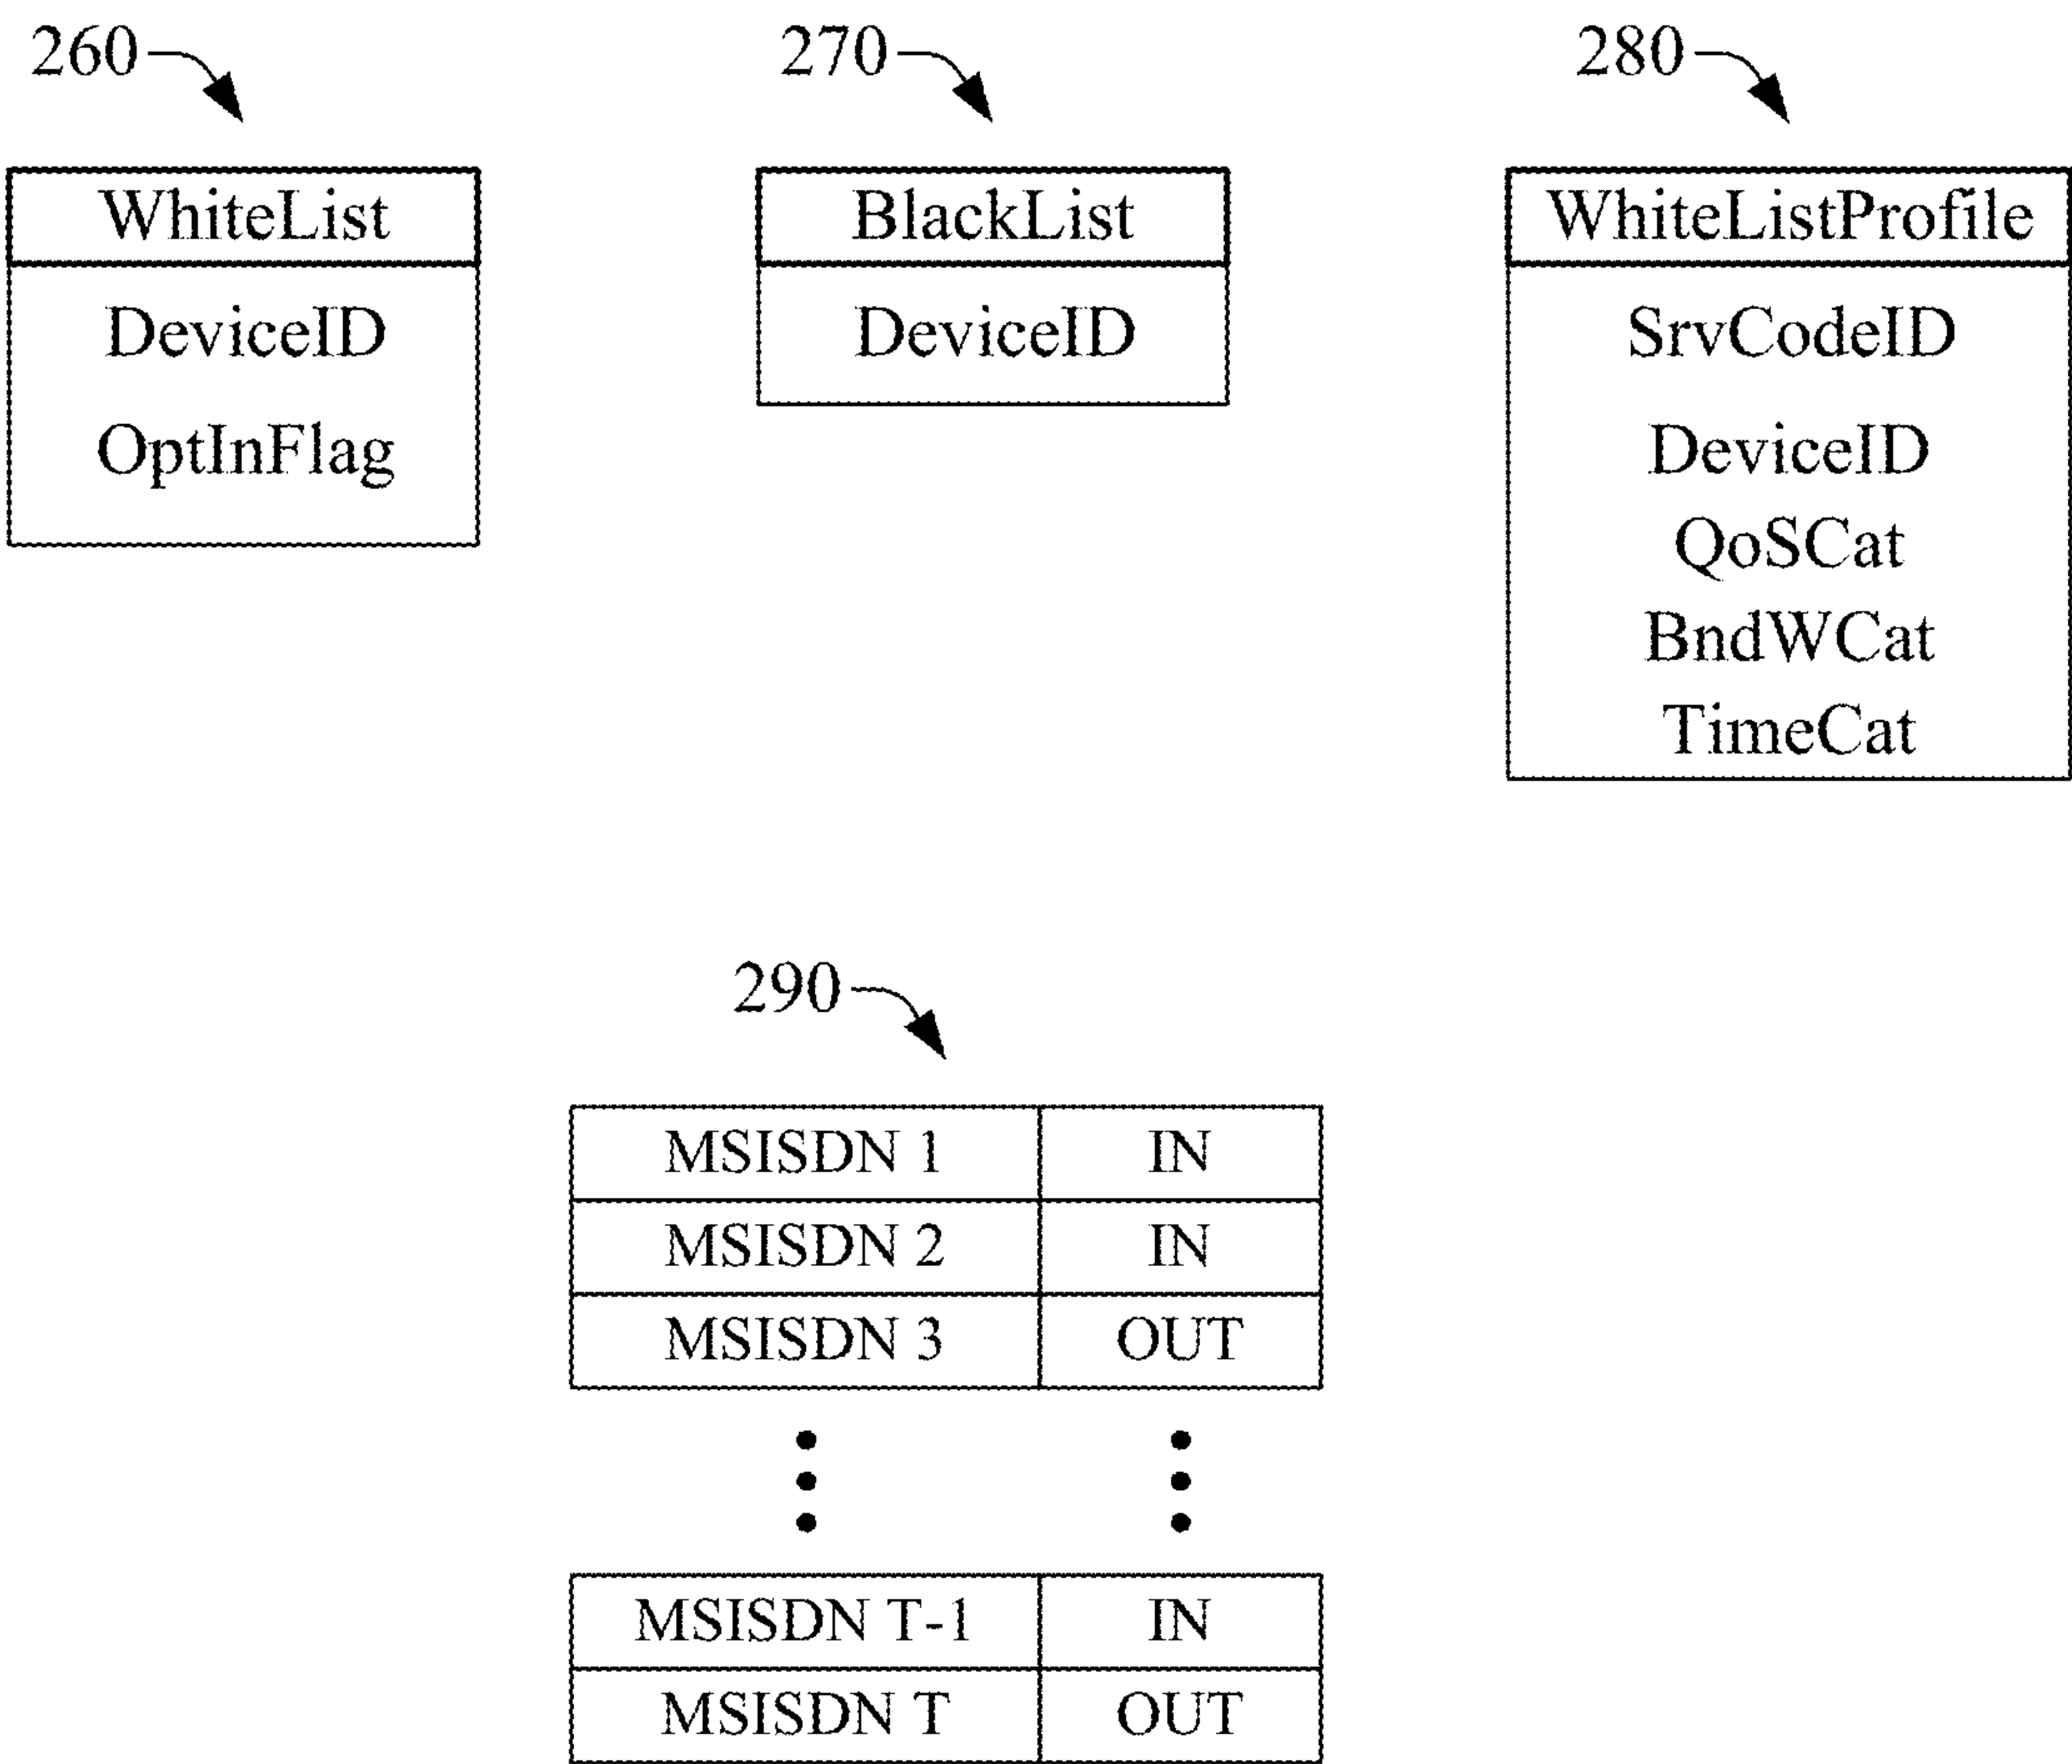 260
270
280
WhiteList
BlackList
WhiteListProfile
DeviceID
OptInFlag
DeviceID
SrvCodeID
DeviceID
QoSCat
BndWCat
TimeCat
290
MSISDN 1 IN
MSISDN 2 IN
MSISDN 3 OUT
MSISDN T-1 IN
MSISDN T OUT